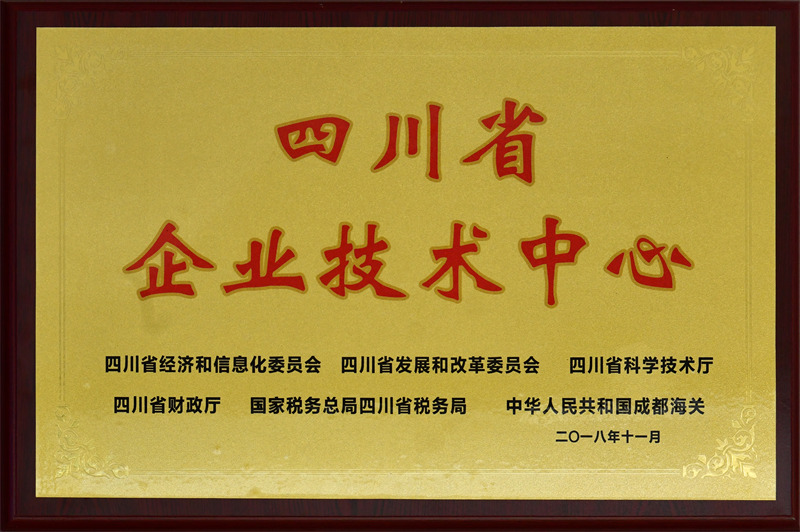 四川省
企业技术中心
四川省经济和信息化委员会 四川省发展和改革委员会 四川省科学技术厅
四川省财政厅 国家税务总局四川省税务局 中华人民共和国成都海关
二〇一八年十一月